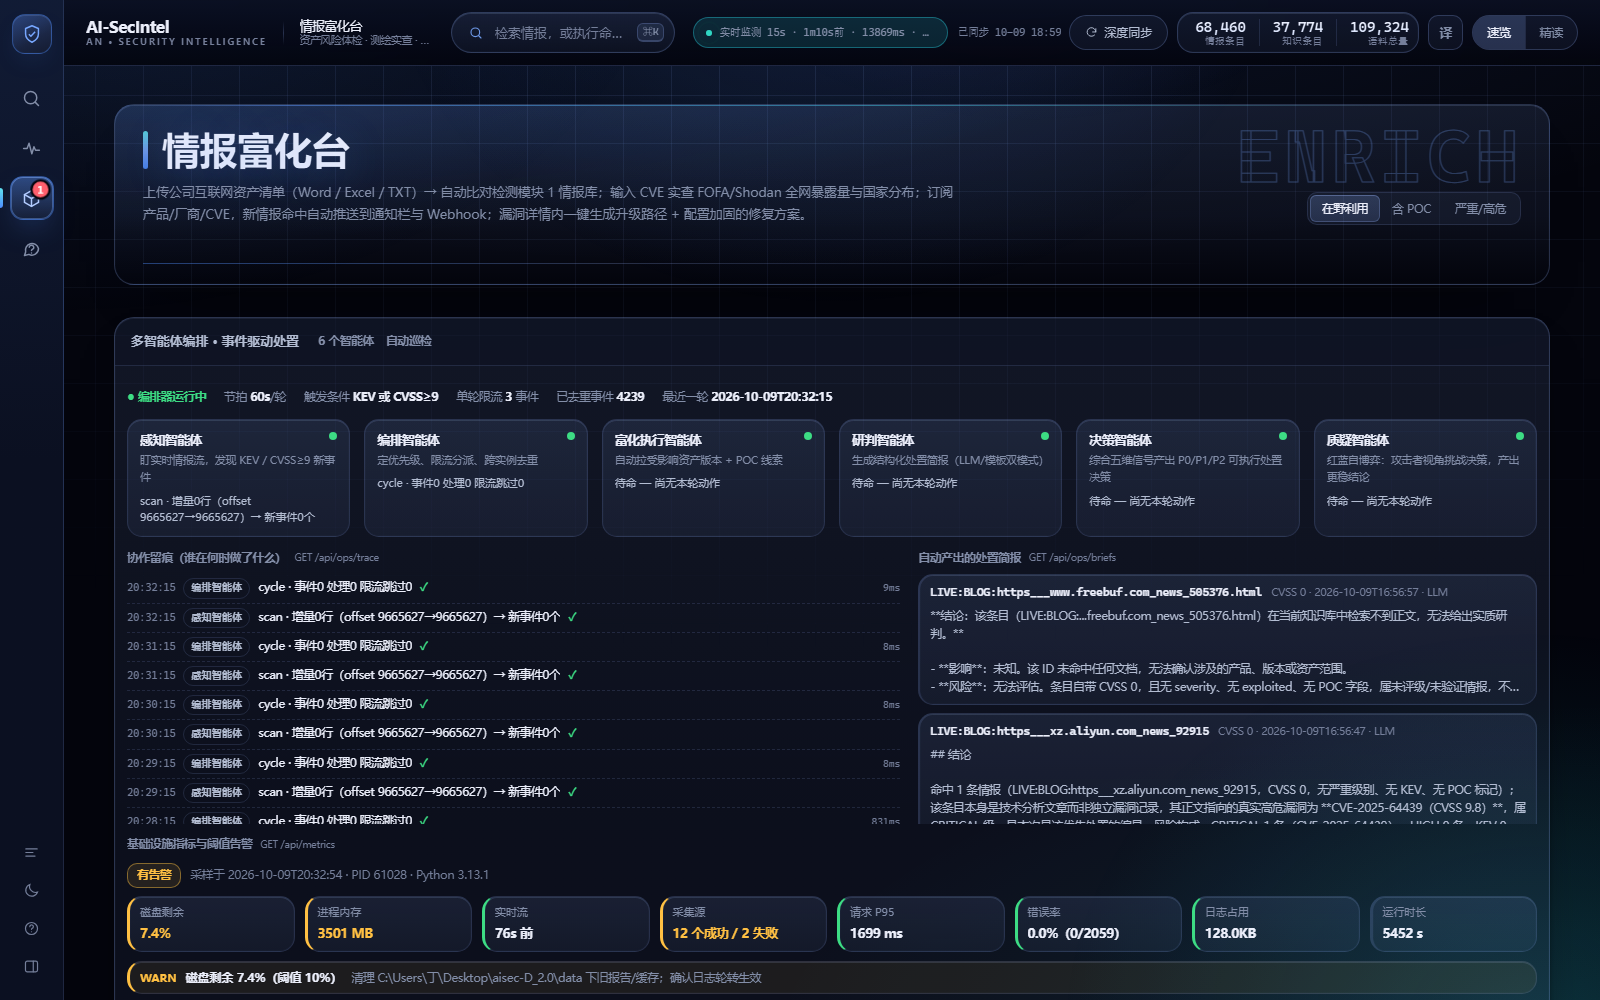 AI-SecIntel
AN • SECURITY INTELLIGENCE
情报富化台
资产风险体检 · 测绘实查 · ...
检索情报，或执行命... ⌘K
实时监测 15s · 1m10s前 · 13869ms · ...
已同步 10-09 18:59
深度同步
68,460
情报条目
37,774
知识条目
109,324
语料总量
译
速览
精读
1
情报富化台
ENRICH
上传公司互联网资产清单（Word / Excel / TXT）→ 自动比对检测模块 1 情报库；输入 CVE 实查 FOFA/Shodan 全网暴露量与国家分布；订阅
产品/厂商/CVE，新情报命中自动推送到通知栏与 Webhook；漏洞详情内一键生成升级路径 + 配置加固的修复方案。
在野利用 含 POC 严重/高危
多智能体编排 • 事件驱动处置 6 个智能体 自动巡检
编排器运行中 节拍 60s/轮 触发条件 KEV 或 CVSS≥9 单轮限流 3 事件 已去重事件 4239 最近一轮 2026-10-09T20:32:15
感知智能体
盯实时情报流，发现 KEV / CVSS≥9 新事
件
scan · 增量0行（offset
9665627→9665627）→ 新事件0个
编排智能体
定优先级、限流分派、跨实例去重
cycle · 事件0 处理0 限流跳过0
富化执行智能体
自动拉受影响资产版本 + POC 线索
待命 — 尚无本轮动作
研判智能体
生成结构化处置简报（LLM/模板双模式）
待命 — 尚无本轮动作
决策智能体
综合五维信号产出 P0/P1/P2 可执行处置
决策
待命 — 尚无本轮动作
质疑智能体
红蓝自博弈：攻击者视角挑战决策，产出
更稳结论
待命 — 尚无本轮动作
协作留痕（谁在何时做了什么） GET /api/ops/trace
20:32:15 编排智能体 cycle · 事件0 处理0 限流跳过0 ✓ 9ms
20:32:15 感知智能体 scan · 增量0行（offset 9665627→9665627）→ 新事件0个 ✓
20:31:15 编排智能体 cycle · 事件0 处理0 限流跳过0 ✓ 8ms
20:31:15 感知智能体 scan · 增量0行（offset 9665627→9665627）→ 新事件0个 ✓
20:30:15 编排智能体 cycle · 事件0 处理0 限流跳过0 ✓ 8ms
20:30:15 感知智能体 scan · 增量0行（offset 9665627→9665627）→ 新事件0个 ✓
20:29:15 编排智能体 cycle · 事件0 处理0 限流跳过0 ✓ 8ms
20:29:15 感知智能体 scan · 增量0行（offset 9665627→9665627）→ 新事件0个 ✓
20:28:15 编排智能体 cycle · 事件0 处理0 限流跳过0 ✓ 831ms
自动产出的处置简报 GET /api/ops/briefs
LIVE:BLOG:https___www.freebuf.com_news_505376.html CVSS 0 · 2026-10-09T16:56:57 · LLM
**结论：该条目（LIVE:BLOG:...freebuf.com_news_505376.html）在当前知识库中检索不到正文，无法给出实质研
判。**
- **影响**：未知。该 ID 未命中任何文档，无法确认涉及的产品、版本或资产范围。
- **风险**：无法评估。条目自带 CVSS 0，且无 severity、无 exploited、无 POC 字段，属未评级/未验证情报，不...
LIVE:BLOG:https___xz.aliyun.com_news_92915 CVSS 0 · 2026-10-09T16:56:47 · LLM
## 结论
命中 1 条情报（LIVE:BLOG:https___xz.aliyun.com_news_92915，CVSS 0，无严重级别、无 KEV、无 POC 标记）；
该条目本身是技术分析文章而非独立漏洞记录，其正文指向的真实高危漏洞为 **CVE-2025-64439（CVSS 9.8）**，属
基础设施指标与阈值告警 GET /api/metrics
有告警 采样于 2026-10-09T20:32:54 · PID 61028 · Python 3.13.1
磁盘剩余
7.4%
进程内存
3501 MB
实时流
76s 前
采集源
12 个成功 / 2 失败
请求 P95
1699 ms
错误率
0.0%（0/2059）
日志占用
128.0KB
运行时长
5452 s
WARN 磁盘剩余 7.4%（阈值 10%） 清理 C:\Users\丁\Desktop\aisec-D_2.0\data 下旧报告/缓存；确认日志轮转生效